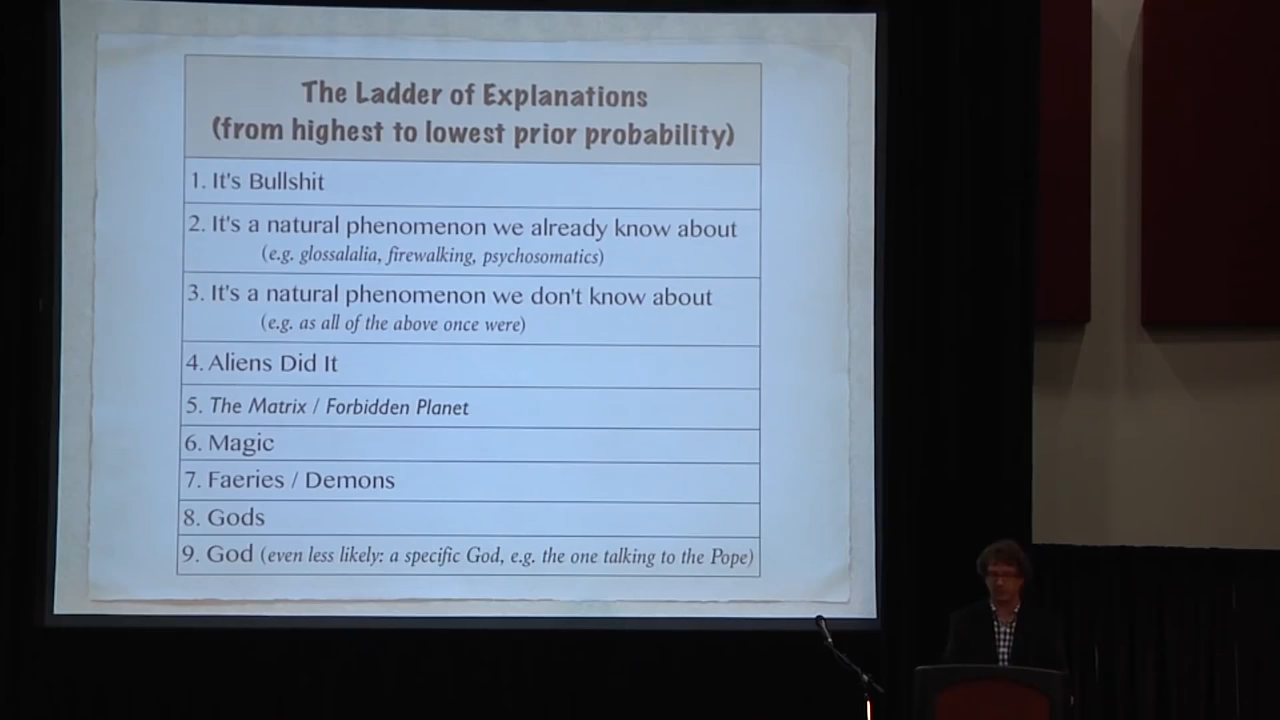 The Ladder of Explanations
(from highest to lowest prior probability)
1. It's Bullshit
2. It's a natural phenomenon we already know about
(e.g. glossalalia, firewalking, psychosomatics)
3. It's a natural phenomenon we don't know about
(e.g. as all of the above once were)
4. Aliens Did It
5. The Matrix / Forbidden Planet
6. Magic
7. Faeries / Demons
8. Gods
9. God (even less likely: a specific God, e.g. the one talking to the Pope)